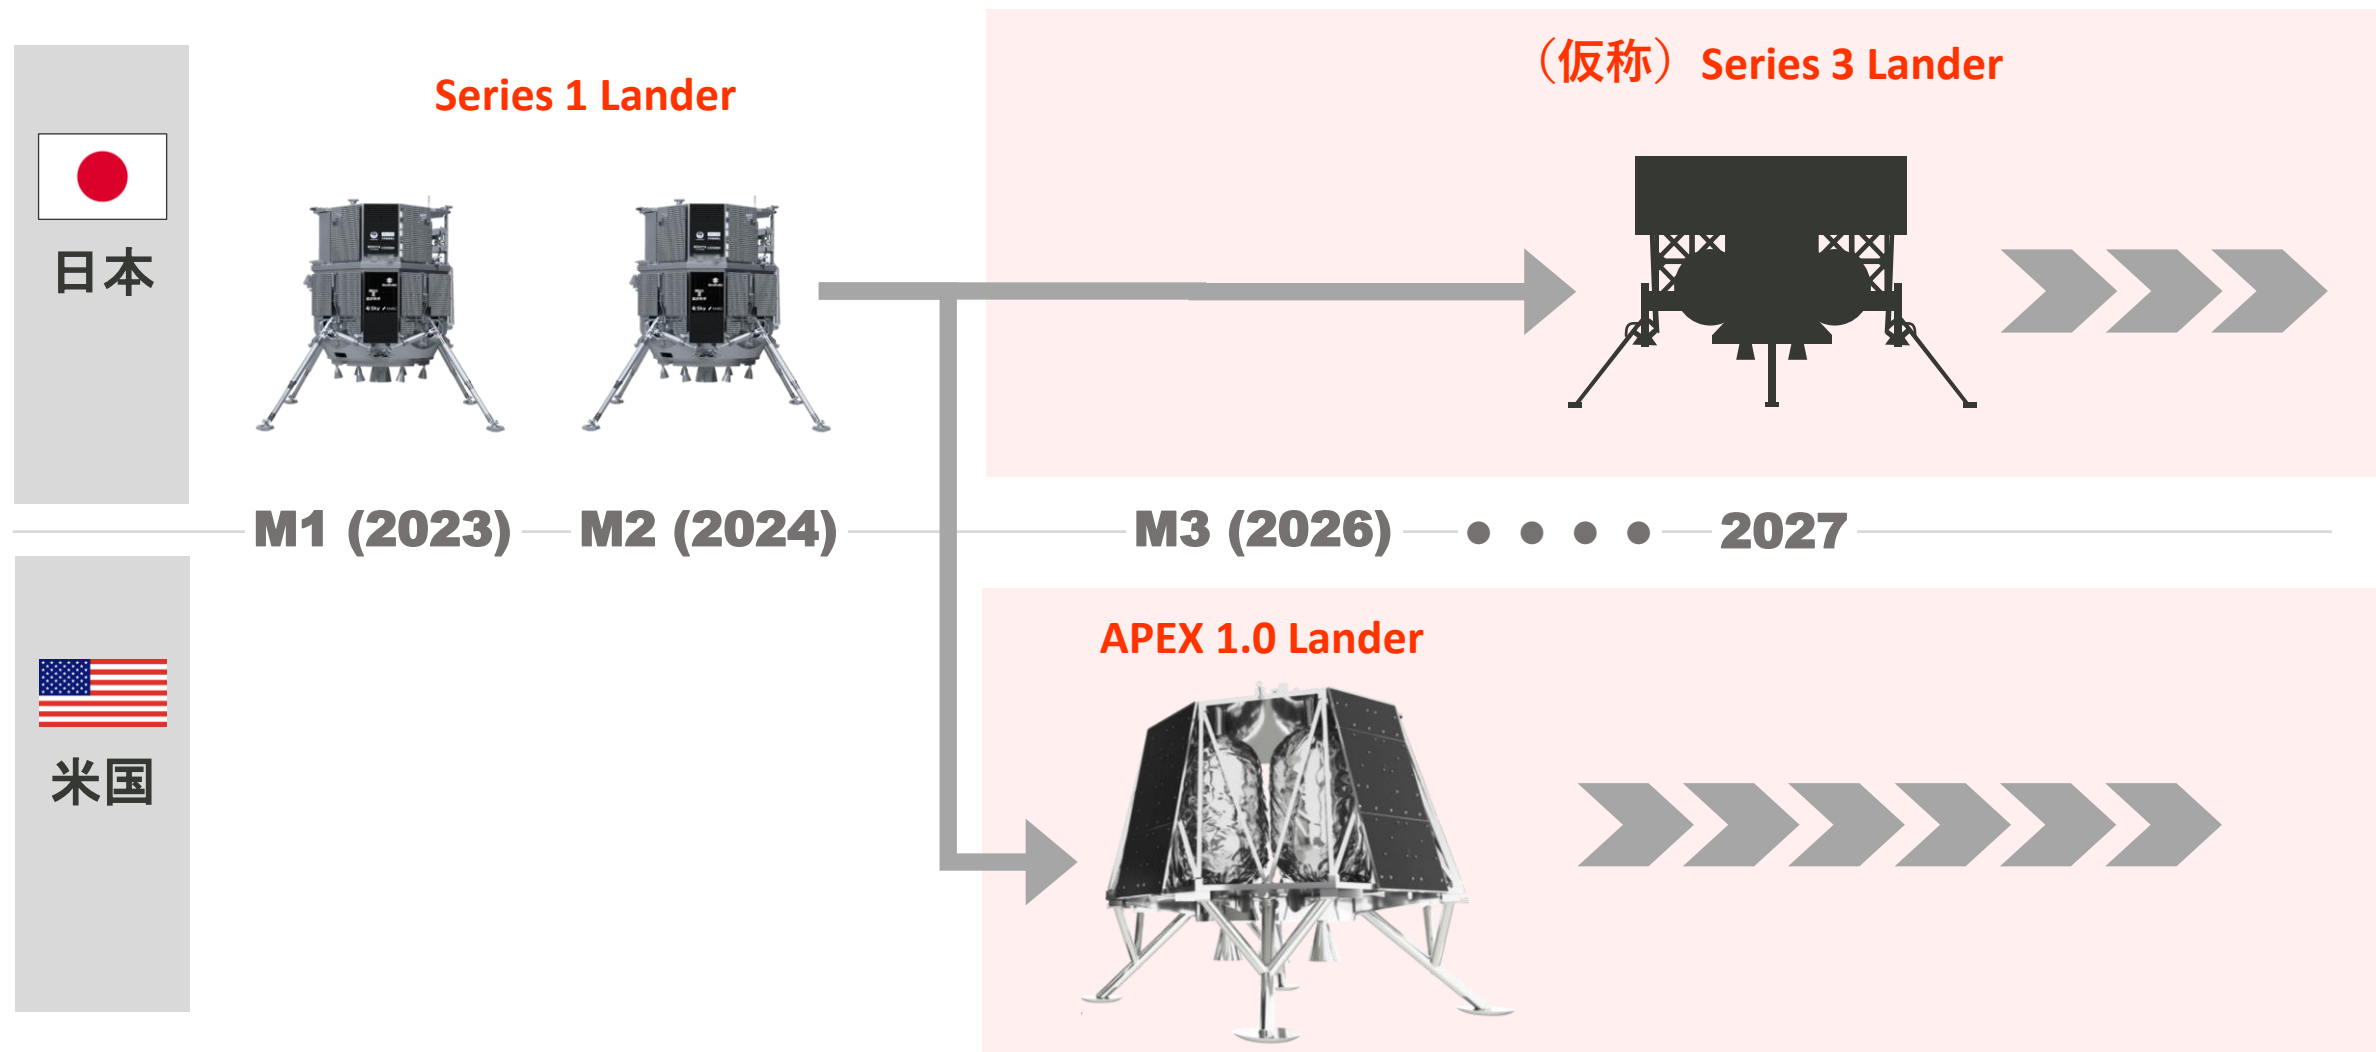 Series 1 Lander
（仮称）Series 3 Lander
日本
M1 (2023)
M2 (2024)
M3 (2026)
2027
APEX 1.0 Lander
米国